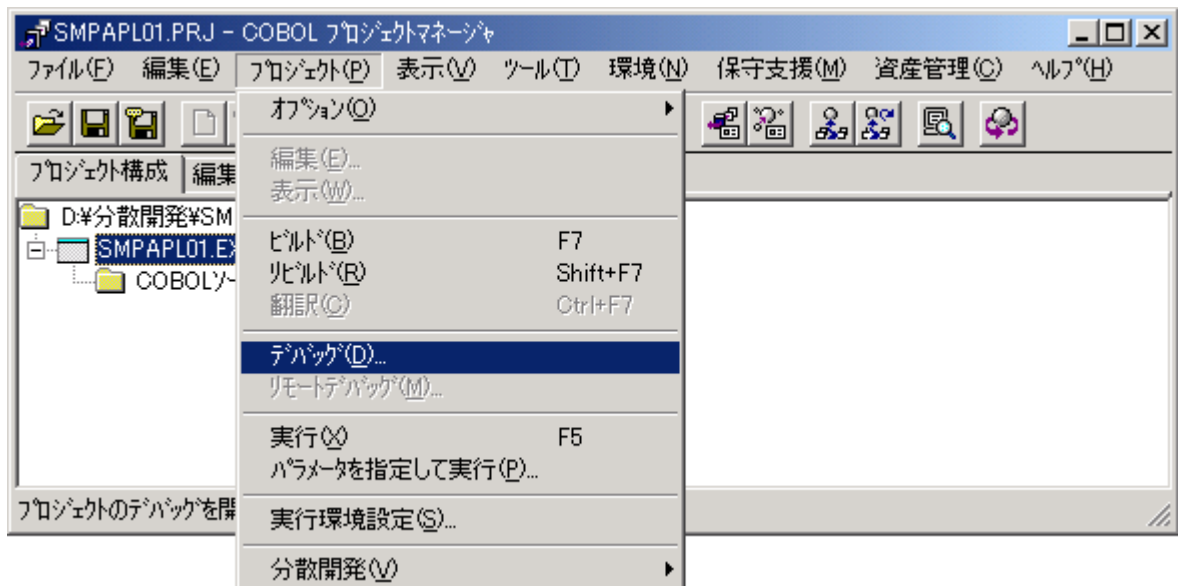 SMPAPL01.PRJ - COBOL ﾌﾟﾛｼﾞｪｸﾄﾏﾈｰｼﾞｬ
ﾌｧｲﾙ(F) 編集(E) ﾌﾟﾛｼﾞｪｸﾄ(P) 表示(V) ﾂｰﾙ(T) 環境(N) 保守支援(M) 資産管理(C) ﾍﾙﾌﾟ(H)
ｵﾌﾟｼｮﾝ(O)
編集(E)...
表示(W)...
ﾋﾞﾙﾄﾞ(B) F7
ﾘﾋﾞﾙﾄﾞ(R) Shift+F7
翻訳(C) Ctrl+F7
ﾃﾞﾊﾞｯｸﾞ(D)...
ﾘﾓｰﾄﾃﾞﾊﾞｯｸﾞ(M)...
実行(X) F5
ﾊﾟﾗﾒｰﾀを指定して実行(P)...
実行環境設定(S)...
分散開発(V)
ﾌﾟﾛｼﾞｪｸﾄ構成 編集
D:¥分散開発¥SM
SMPAPL01.EX
COBOLｿｰ
ﾌﾟﾛｼﾞｪｸﾄのﾃﾞﾊﾞｯｸﾞを開